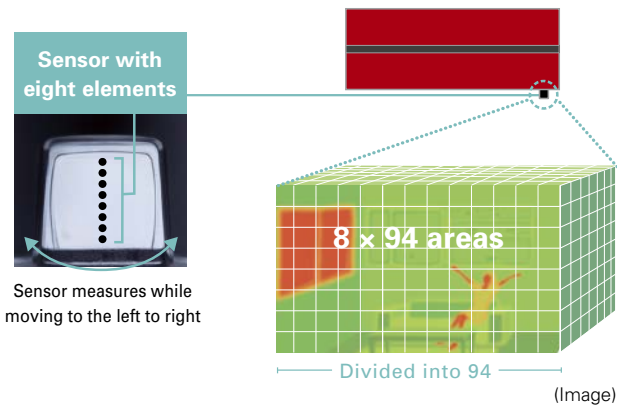 Sensor with
eight elements
8 × 94 areas
Sensor measures while
moving to the left to right
Divided into 94
(Image)